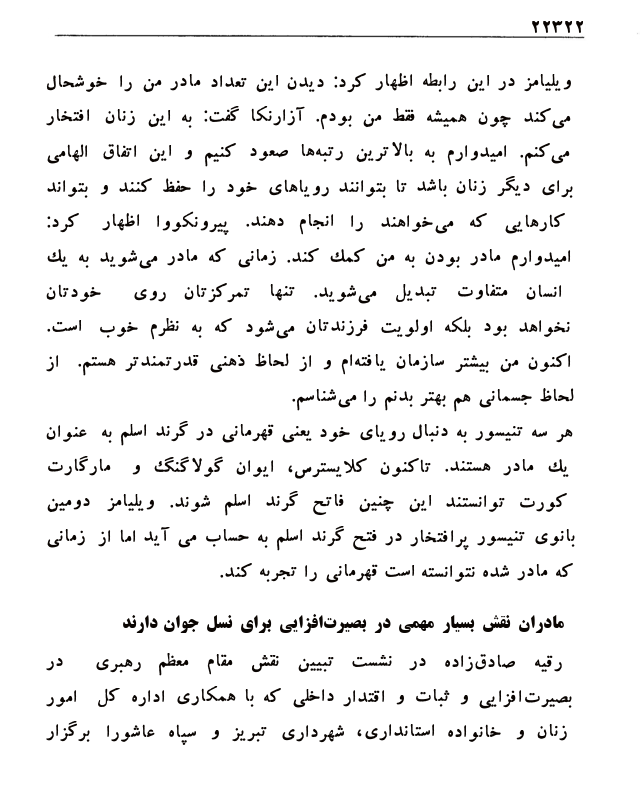 ۲۲۳۲۲
ویلیامز در این رابطه اظهار کرد: دیدن این تعداد مادر من را خوشحال
می‌کند چون همیشه فقط من بودم. آزارنکا گفت: به این زنان افتخار
می‌کنم. امیدوارم به بالاترین رتبه‌ها صعود کنیم و این اتفاق الهامی
برای دیگر زنان باشد تا بتوانند رویاهای خود را حفظ کنند و بتواند
کارهایی که می‌خواهند را انجام دهند. پیرونکووا اظهار کرد:
امیدوارم مادر بودن به من کمك کند. زمانی که مادر می‌شوید به یك
انسان متفاوت تبدیل می‌شوید. تنها تمرکزتان روی خودتان
نخواهد بود بلکه اولویت فرزندتان می‌شود که به نظرم خوب است.
اکنون من بیشتر سازمان یافته‌ام و از لحاظ ذهنی قدرتمندتر هستم. از
لحاظ جسمانی هم بهتر بدنم را می‌شناسم.
هر سه تنیسور به دنبال رویای خود یعنی قهرمانی در گرند اسلم به عنوان
یك مادر هستند. تاکنون کلایسترس، ایوان گولاگنگ و مارگارت
کورت توانستند این چنین فاتح گرند اسلم شوند. ویلیامز دومین
بانوی تنیسور پرافتخار در فتح گرند اسلم به حساب می آید اما از زمانی
که مادر شده نتوانسته است قهرمانی را تجربه کند.
مادران نقش بسیار مهمی در بصیرت‌افزایی برای نسل جوان دارند
رقیه صادق‌زاده در نشست تبیین نقش مقام معظم رهبری در
بصیرت‌افزایی و ثبات و اقتدار داخلی که با همکاری اداره کل امور
زنان و خانواده استانداری، شهرداری تبریز و سپاه عاشورا برگزار